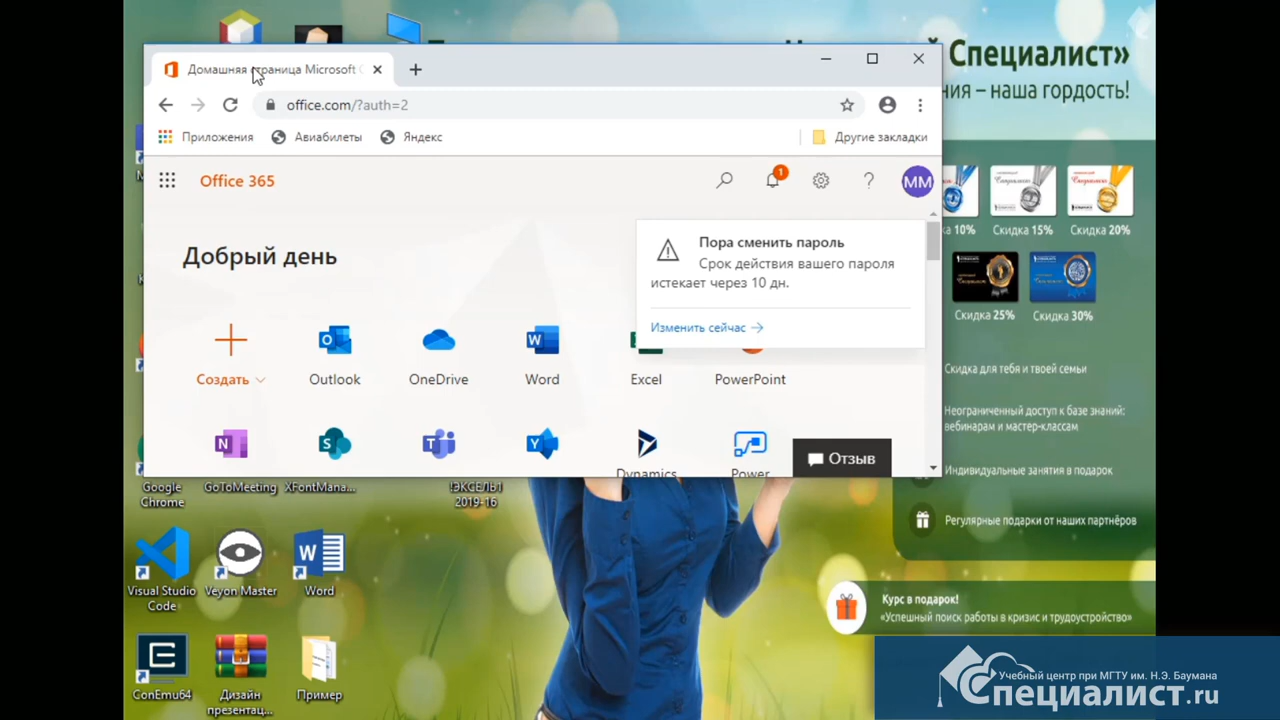 Специалист»
ния – наша гордость!
Домашняя страница Microsoft
office.com/?auth=2
Приложения
Авиабилеты
Яндекс
Другие закладки
Office 365
1
MM
Добрый день
Пора сменить пароль
Срок действия вашего пароля
истекает через 10 дн.
Изменить сейчас
Создать
Outlook
OneDrive
Word
Excel
PowerPoint
Dynamics
Power
Отзыв
а 10%
Скидка 15%
Скидка 20%
Скидка 25%
Скидка 30%
Скидка для тебя и твоей семьи
Неограниченный доступ к базе знаний:
вебинарам и мастер-классам
Индивидуальные занятия в подарок
Регулярные подарки от наших партнёров
Google
Chrome
GoToMeeting
XFontMana...
!ЭКСЕЛЬ1
2019-16
Visual Studio
Code
Veyon Master
Word
ConEmu64
Дизайн
презентац...
Пример
Курс в подарок!
«Успешный поиск работы в кризис и трудоустройство»
Учебный центр при МГТУ им. Н.Э. Баумана
Специалист.ru